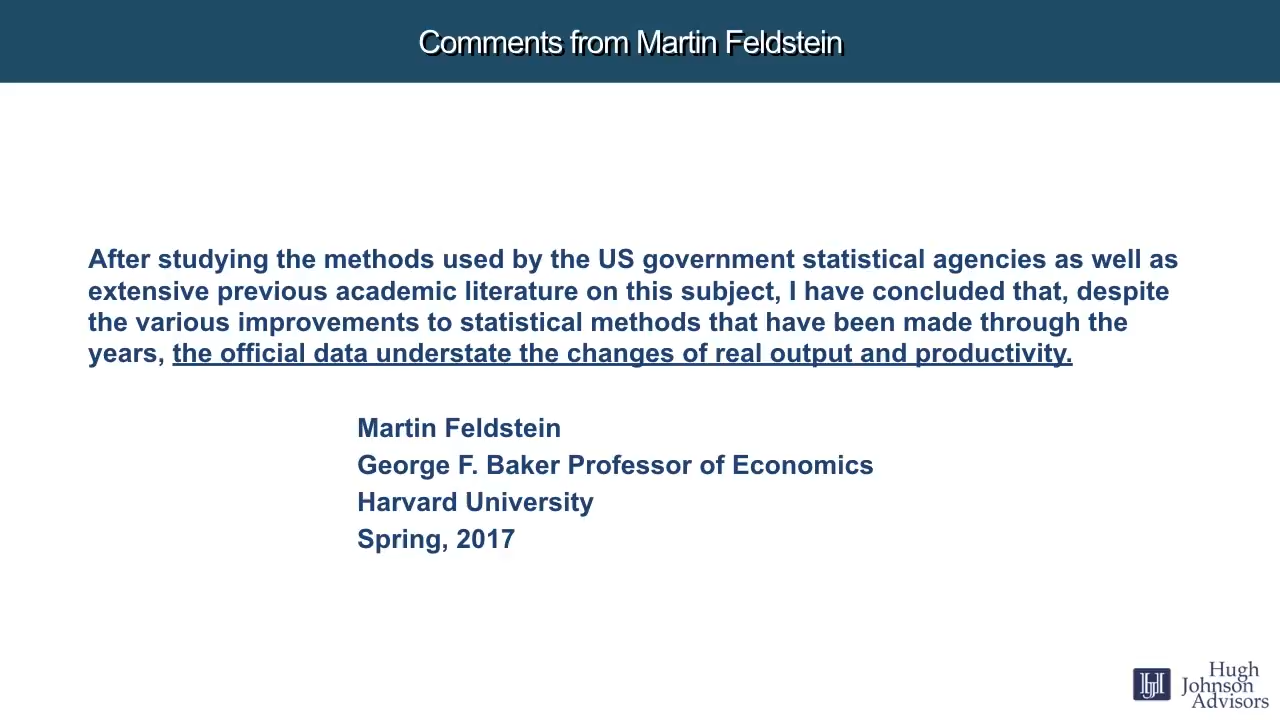 Comments from Martin Feldstein
After studying the methods used by the US government statistical agencies as well as
extensive previous academic literature on this subject, I have concluded that, despite
the various improvements to statistical methods that have been made through the
years, the official data understate the changes of real output and productivity.
Martin Feldstein
George F. Baker Professor of Economics
Harvard University
Spring, 2017
HJ
Hugh
Johnson
Advisors